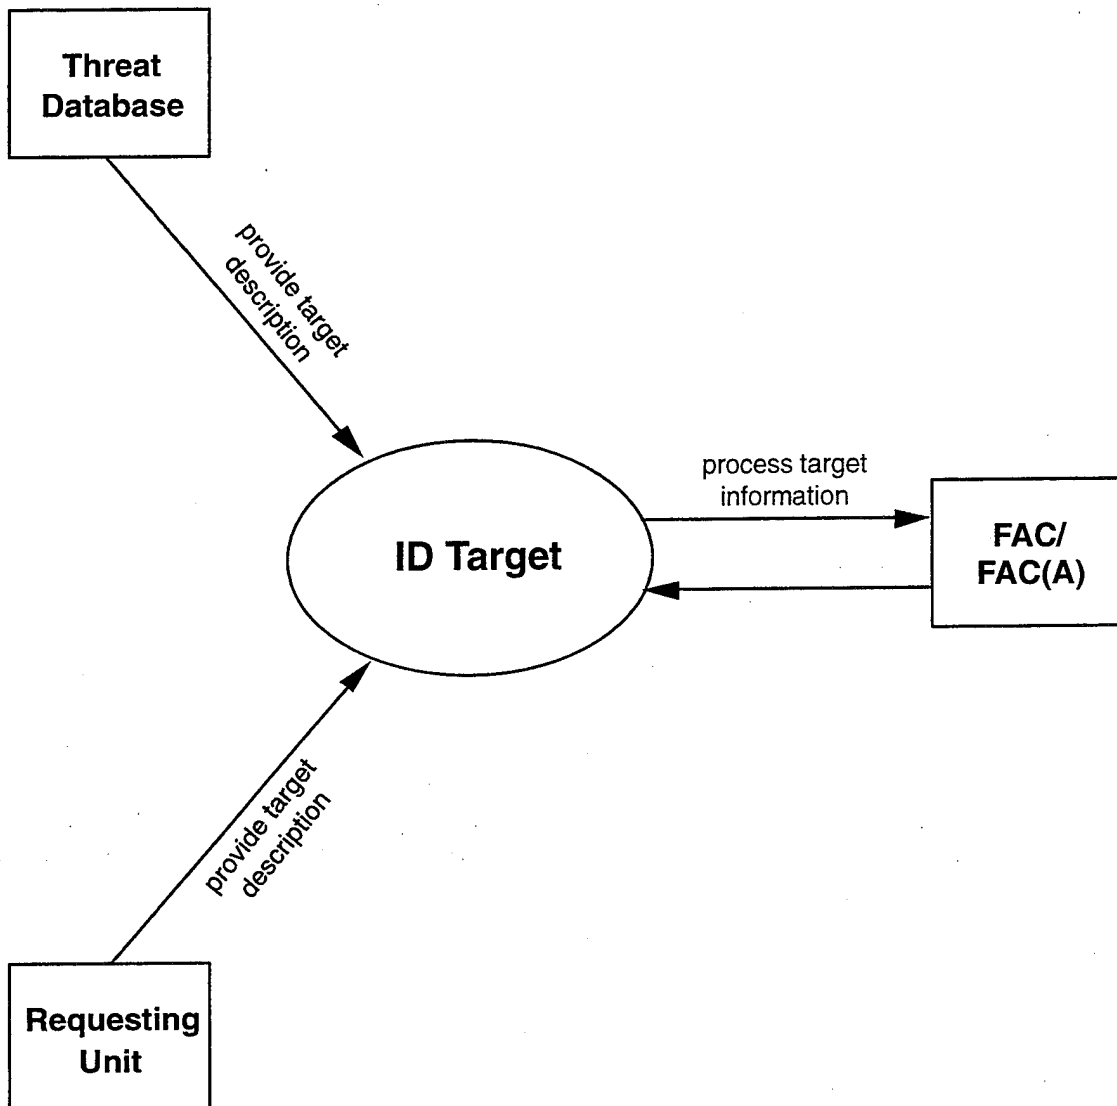 Threat
Database
provide target
description
process target
information
ID Target
FAC/
FAC(A)
provide target
description
Requesting
Unit